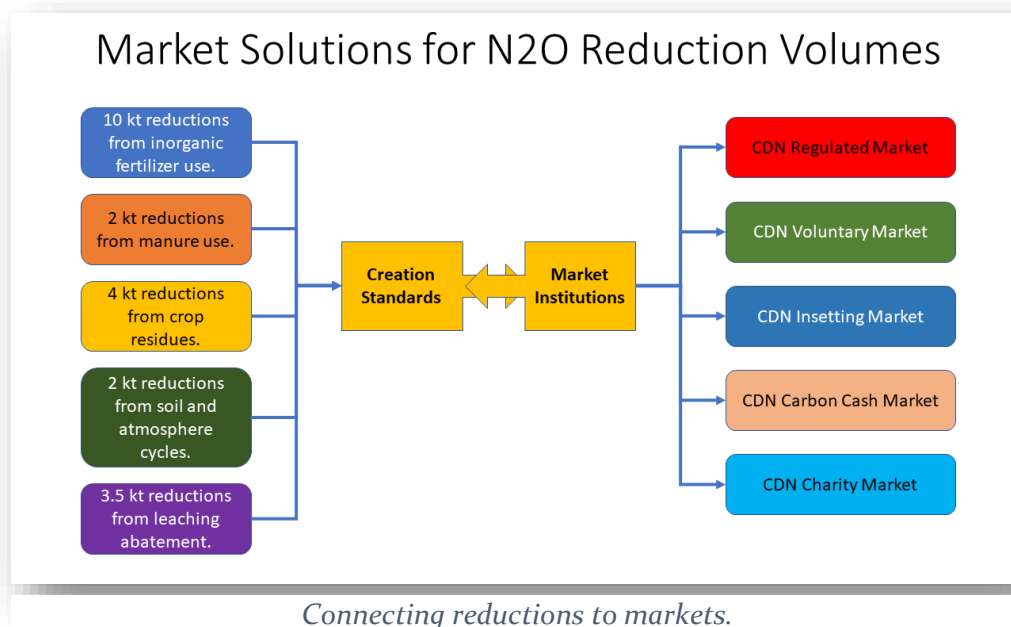 Market Solutions for N2O Reduction Volumes
10 kt reductions
from inorganic
fertilizer use.
2 kt reductions
from manure use.
4 kt reductions
from crop
residues.
2 kt reductions
from soil and
atmosphere
cycles.
3.5 kt reductions
from leaching
abatement.
Creation
Standards
Market
Institutions
CDN Regulated Market
CDN Voluntary Market
CDN Insetting Market
CDN Carbon Cash Market
CDN Charity Market
Connecting reductions to markets.